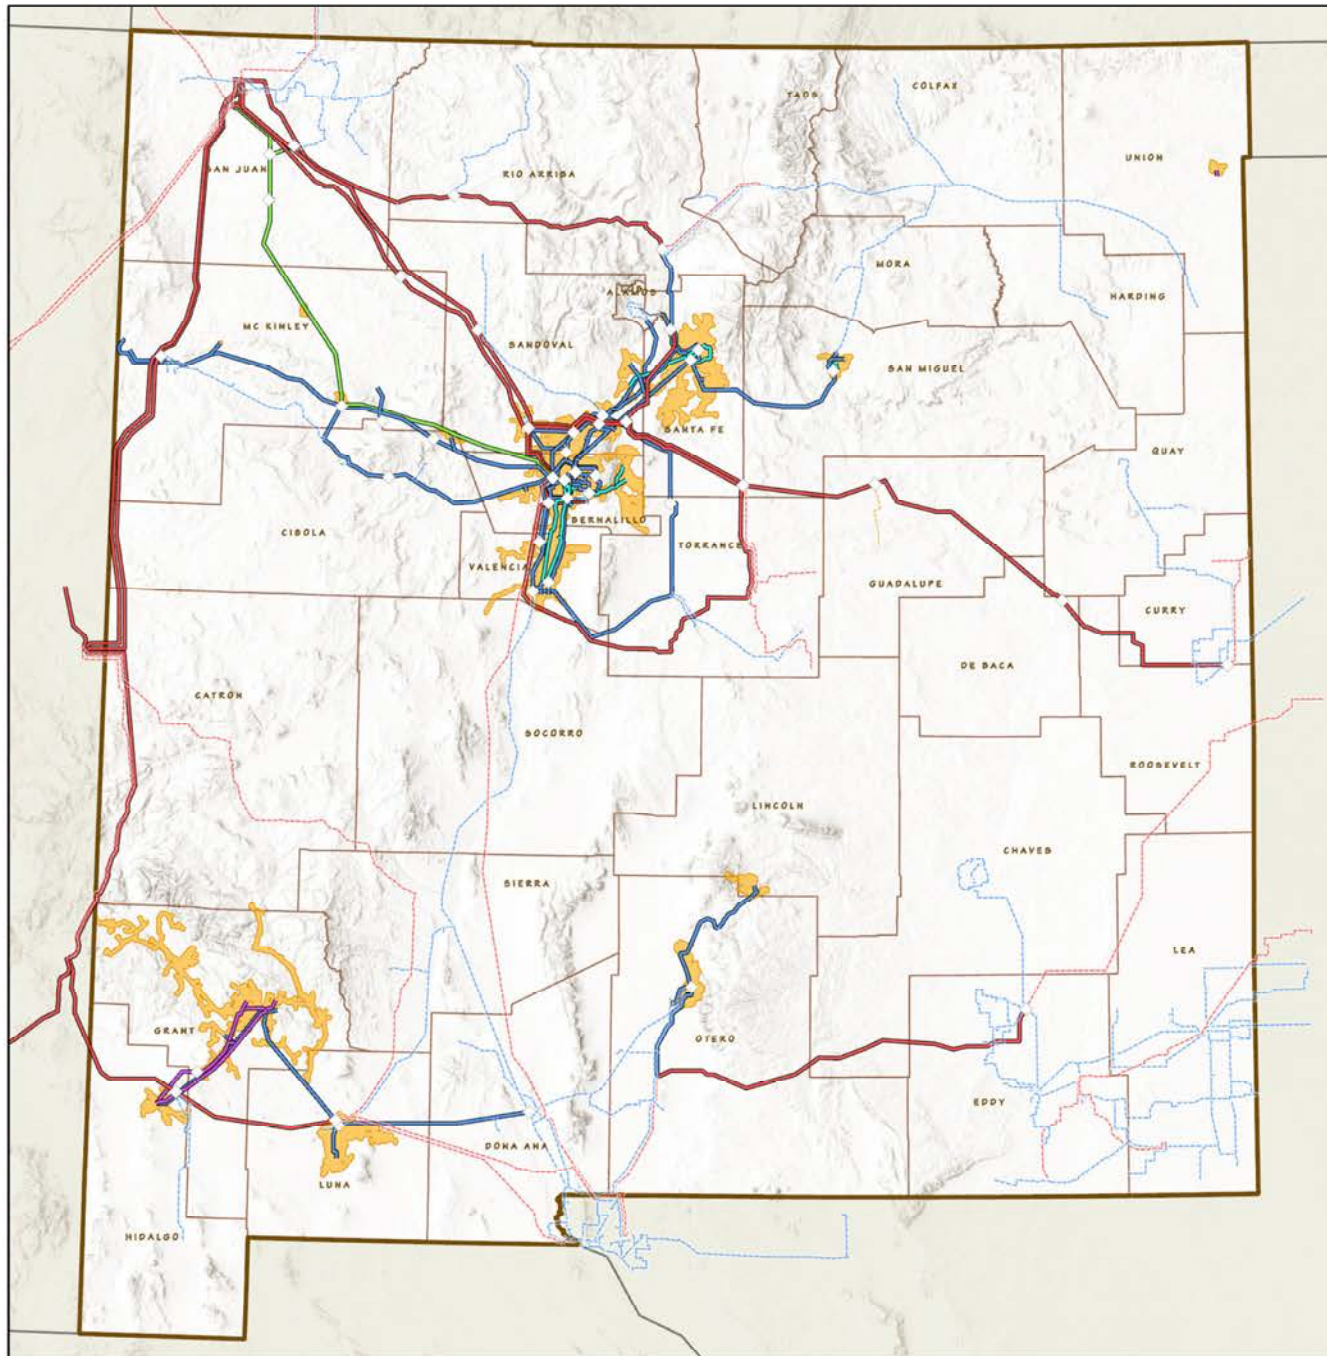 COLFAX
TAOS
UNION
SAN JUAN
RIO ARRIBA
MORA
HARDING
ALAMOS
MC KINLEY
SANDOVAL
SAN MIGUEL
SANTA FE
QUAY
BERNALILLO
CIBOLA
TORRANCE
VALENCIA
GUADALUPE
CURRY
DE BACA
CATRON
SOCORRO
ROOSEVELT
LINCOLN
CHAVES
SIERRA
LEA
GRANT
OTERO
EDDY
DONA ANA
LUNA
HIDALGO